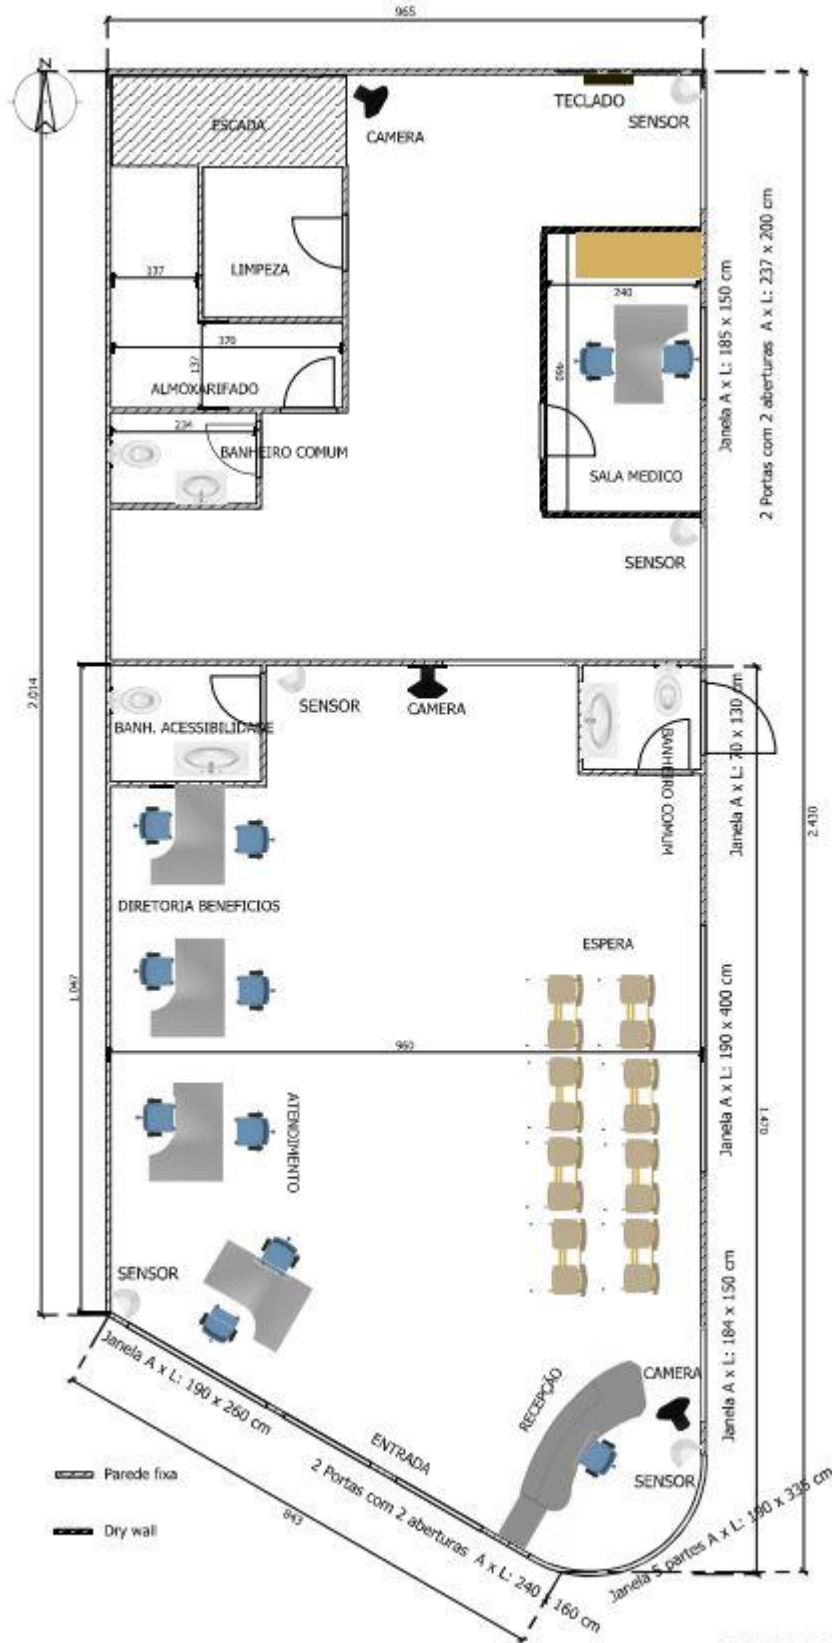 965
N
ESCADA
CAMERA
TECLADO
SENSOR
LIMPEZA
137
370
137
ALMOXARIFADO
234
BANHEIRO COMUM
240
460
SALA MEDICO
Janela A x L: 185 x 150 cm
2 Portas com 2 aberturas A x L: 237 x 200 cm
SENSOR
2.014
2.430
SENSOR
CAMERA
BANH. ACESSIBILIDADE
BANHEIRO COMUM
Janela A x L: 70 x 130 cm
DIRETORIA BENEFICIOS
ESPERA
1.047
960
Janela A x L: 190 x 400 cm
1.470
ATENDIMENTO
SENSOR
Janela A x L: 184 x 150 cm
CAMERA
RECEPÇÃO
SENSOR
Janela A x L: 190 x 260 cm
ENTRADA
2 Portas com 2 aberturas A x L: 240 x 160 cm
843
Janela 5 partes A x L: 190 x 335 cm
Parede fixa
Dry wall